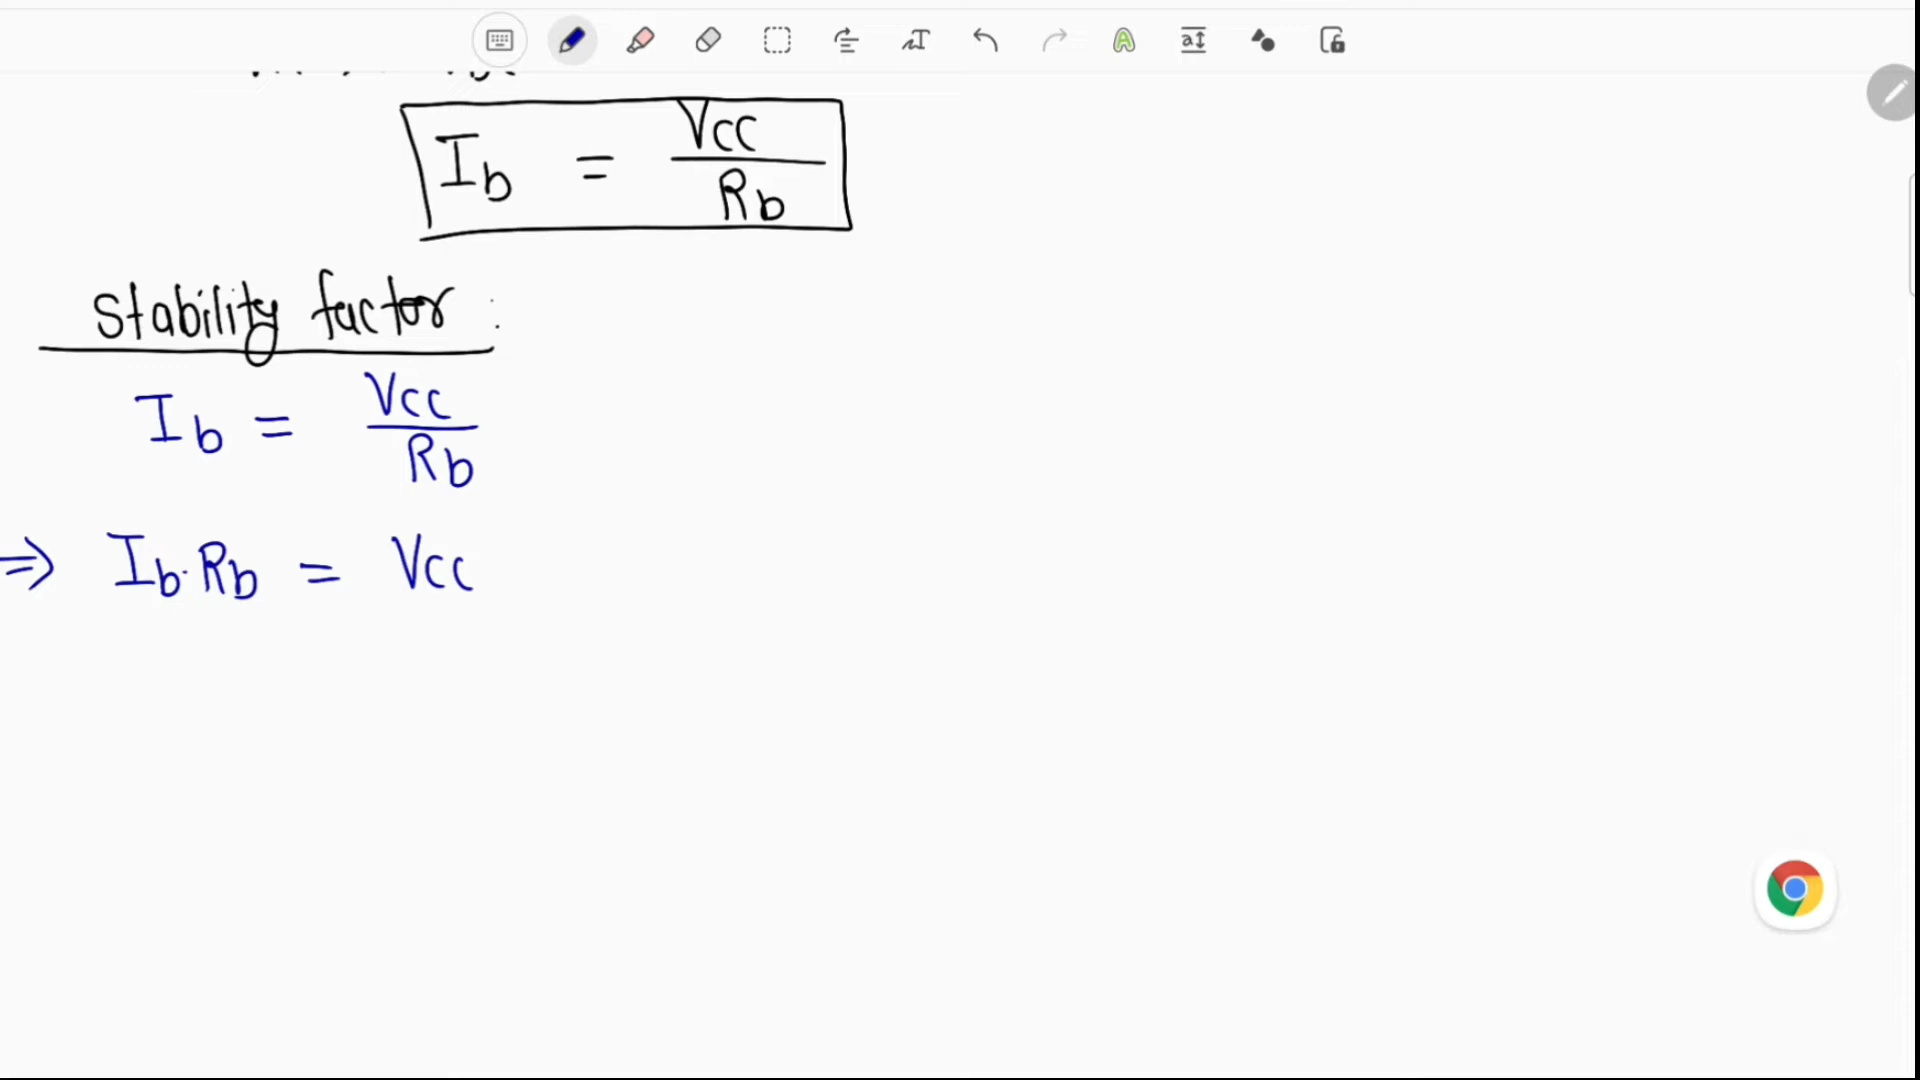 Ib = Vcc / Rb
Stability factor :
Ib = Vcc / Rb
⇒ Ib·Rb = Vcc